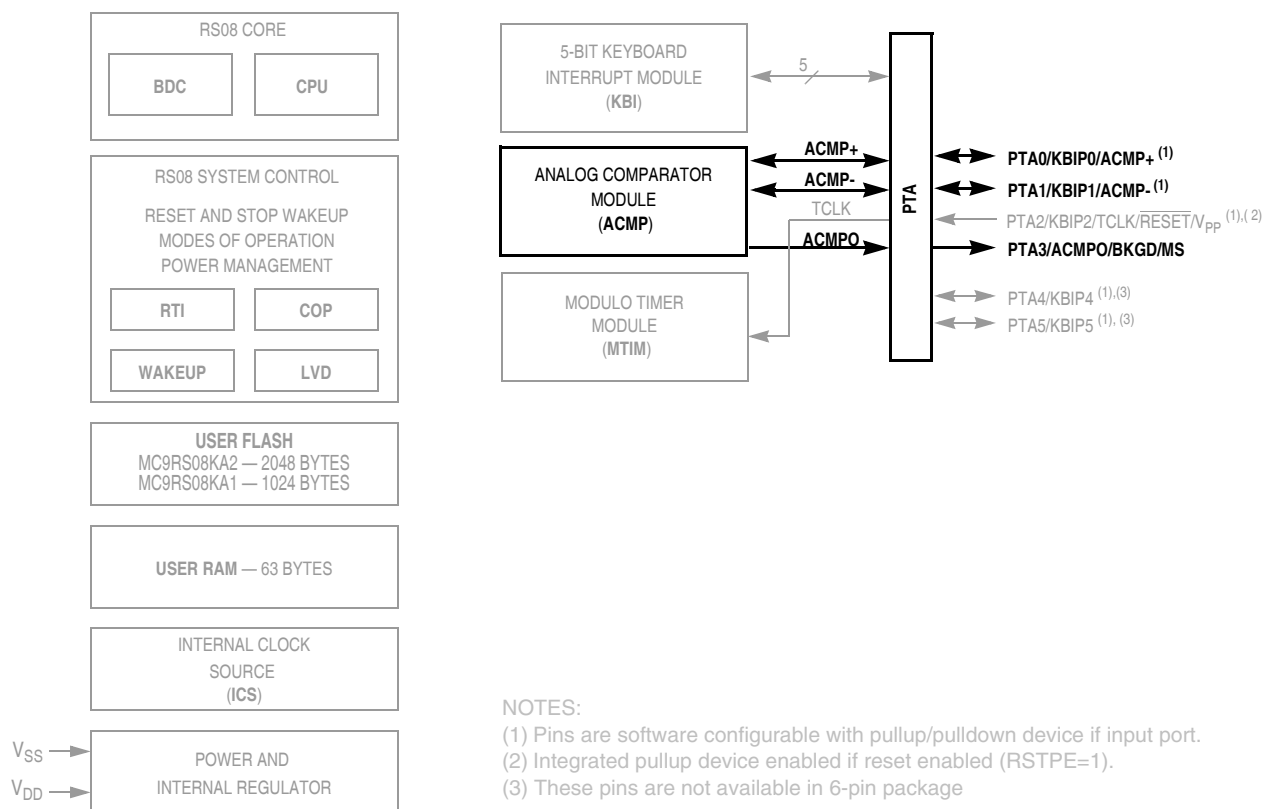 RS08 CORE
BDC
CPU
RS08 SYSTEM CONTROL
RESET AND STOP WAKEUP
MODES OF OPERATION
POWER MANAGEMENT
RTI
COP
WAKEUP
LVD
USER FLASH
MC9RS08KA2 — 2048 BYTES
MC9RS08KA1 — 1024 BYTES
USER RAM — 63 BYTES
INTERNAL CLOCK
SOURCE
(ICS)
VSS
VDD
POWER AND
INTERNAL REGULATOR
5-BIT KEYBOARD
INTERRUPT MODULE
(KBI)
5
ANALOG COMPARATOR
MODULE
(ACMP)
ACMP+
ACMP-
TCLK
ACMPO
MODULO TIMER
MODULE
(MTIM)
PTA
PTA0/KBIP0/ACMP+ (1)
PTA1/KBIP1/ACMP- (1)
PTA2/KBIP2/TCLK/RESET/VPP (1),( 2)
PTA3/ACMPO/BKGD/MS
PTA4/KBIP4 (1),(3)
PTA5/KBIP5 (1), (3)
NOTES:
(1) Pins are software configurable with pullup/pulldown device if input port.
(2) Integrated pullup device enabled if reset enabled (RSTPE=1).
(3) These pins are not available in 6-pin package